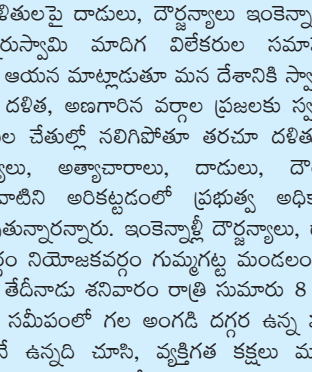 ళితులపై దాడులు, దౌర్జన్యాలు ఇంకెన్నా
రుస్వామి మాదిగ విలేకరుల సమా
ఆయన మాట్లాడుతూ మన దేశానికి స్వా
దళిత, అణగారిన వర్గాల ప్రజలకు స్వ
ల చేతుల్లో నలిగిపోతూ తరచూ దళిత
్యలు, అత్యాచారాలు, దాడులు, దౌ
వాటిని అరికట్టడంలో ప్రభుత్వ అధిక
తున్నారన్నారు. ఇంకెన్నాళ్లీ దౌర్జన్యాలు,
ర్గం నియోజకవర్గం గుమ్మగట్ట మండలం
తేదీనాడు శనివారం రాత్రి సుమారు 8
సమీపంలో గల అంగడి దగ్గర ఉన్న
నే ఉన్నది చూసి, వ్యక్తిగత కక్షలు మ